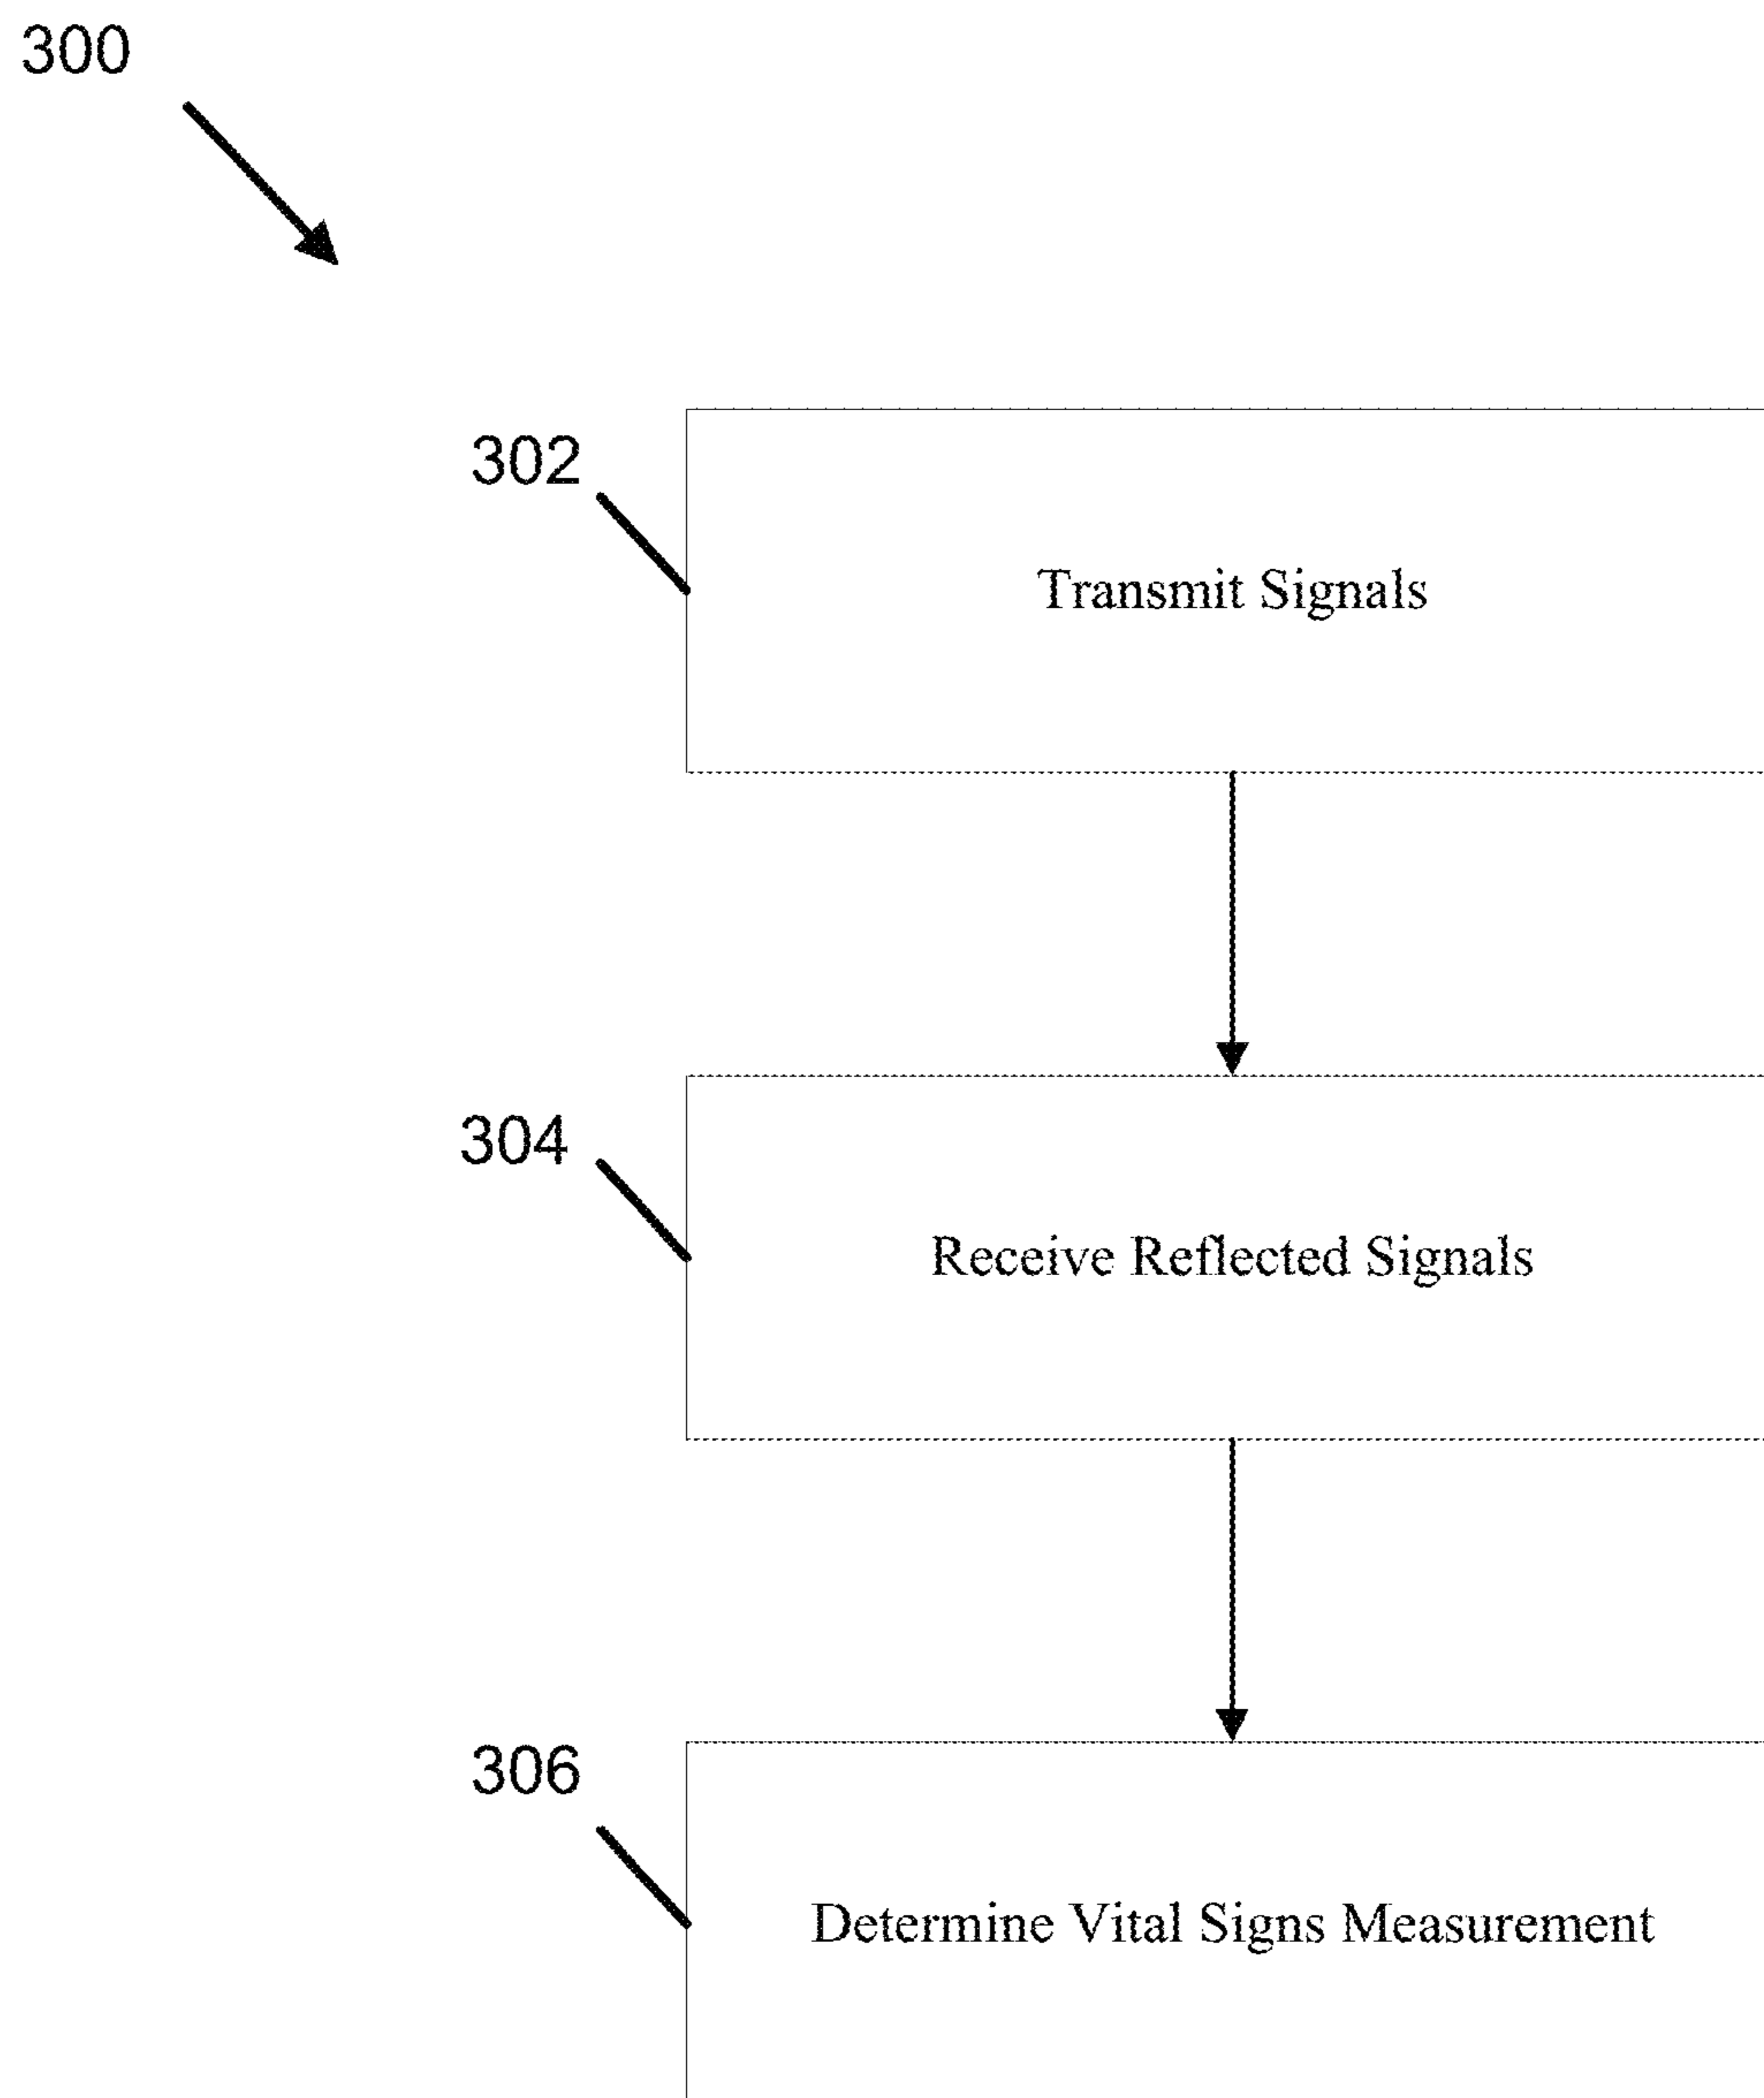 300
302
Transmit Signals
304
Receive Reflected Signals
306
Determine Vital Signs Measurement